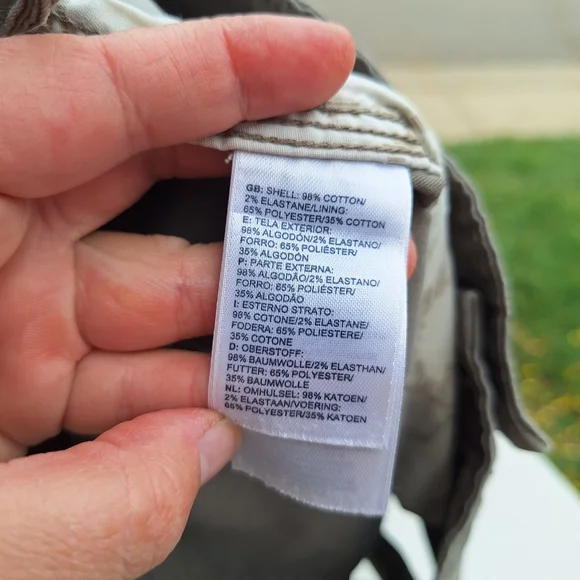 GB: SHELL: 98% COTTON/
2% ELASTANE/LINING:
65% POLYESTER/35% COTTON
E: TELA EXTERIOR:
98% ALGODÓN/2% ELASTANO/
FORRO: 65% POLIÉSTER/
35% ALGODÓN
P: PARTE EXTERNA:
98% ALGODÃO/2% ELASTANO/
FORRO: 65% POLIÉSTER/
35% ALGODÃO
I: ESTERNO STRATO:
98% COTONE/2% ELASTANE/
FODERA: 65% POLIESTERE/
35% COTONE
D: OBERSTOFF:
98% BAUMWOLLE/2% ELASTHAN/
FUTTER: 65% POLYESTER/
35% BAUMWOLLE
NL: OMHULSEL: 98% KATOEN/
2% ELASTAAN/VOERING:
65% POLYESTER/35% KATOEN